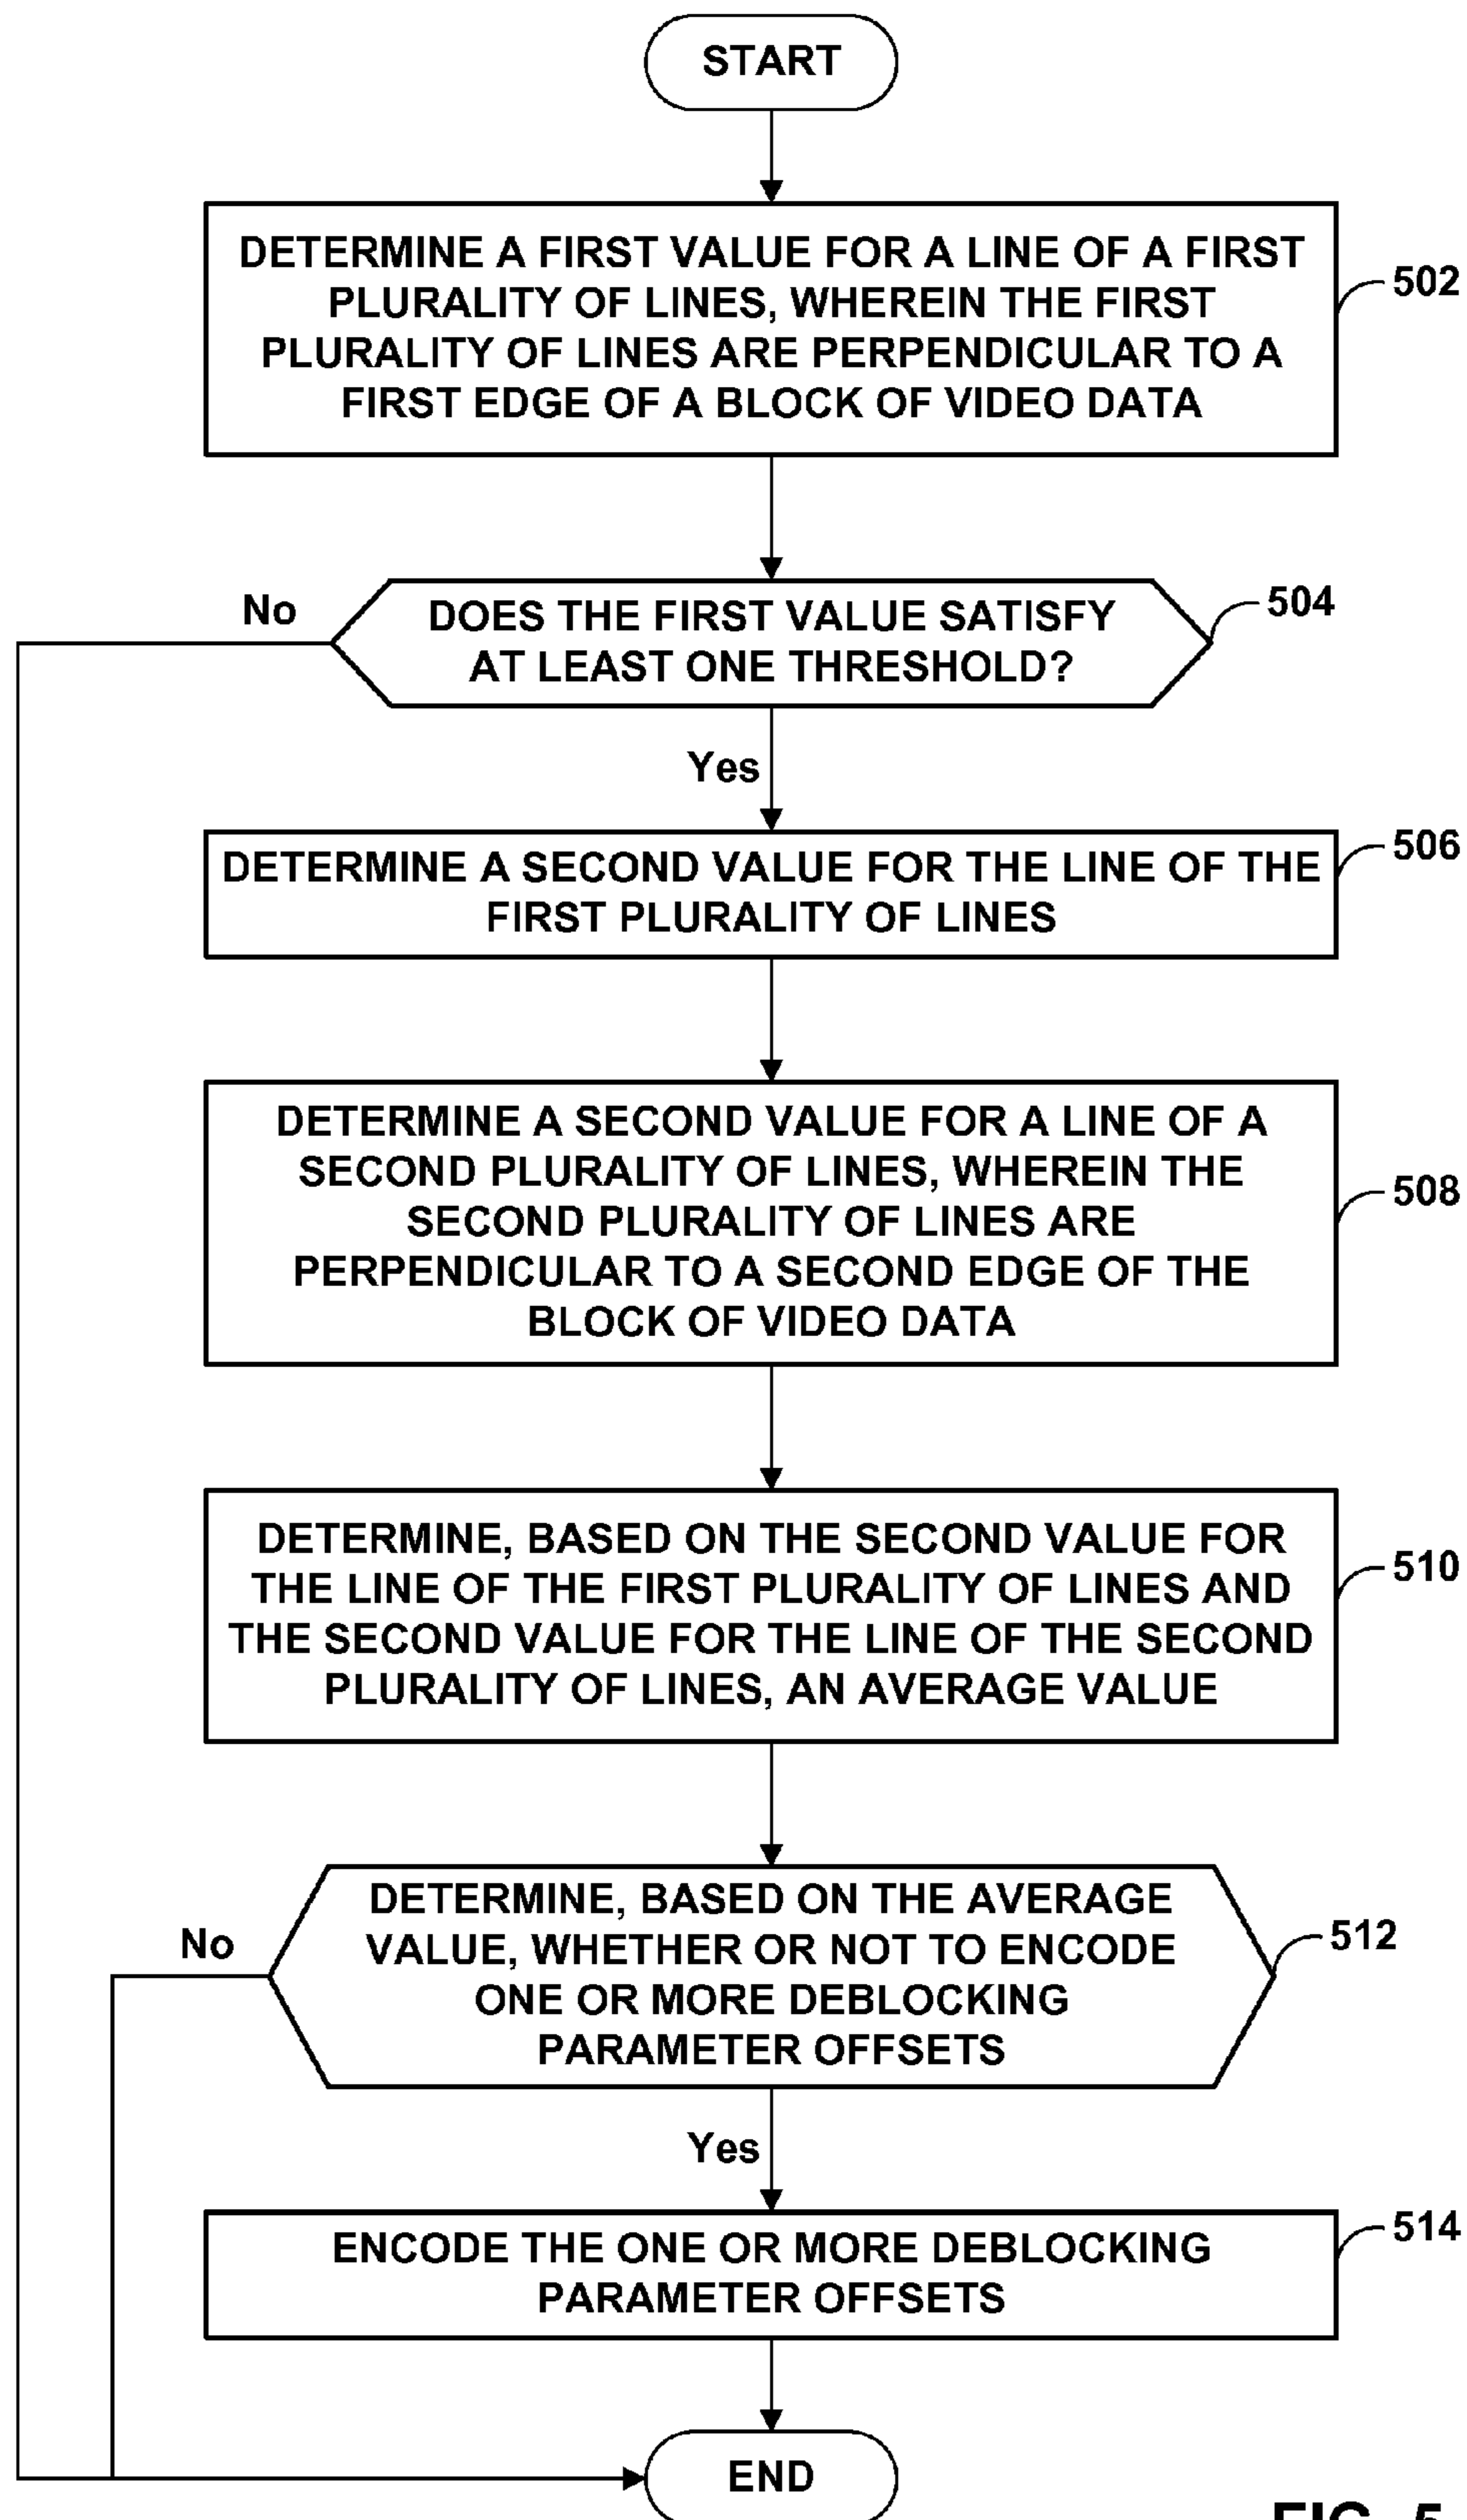 START
DETERMINE A FIRST VALUE FOR A LINE OF A FIRST
PLURALITY OF LINES, WHEREIN THE FIRST
PLURALITY OF LINES ARE PERPENDICULAR TO A
FIRST EDGE OF A BLOCK OF VIDEO DATA
502
No
DOES THE FIRST VALUE SATISFY
AT LEAST ONE THRESHOLD?
504
Yes
DETERMINE A SECOND VALUE FOR THE LINE OF THE
FIRST PLURALITY OF LINES
506
DETERMINE A SECOND VALUE FOR A LINE OF A
SECOND PLURALITY OF LINES, WHEREIN THE
SECOND PLURALITY OF LINES ARE
PERPENDICULAR TO A SECOND EDGE OF THE
BLOCK OF VIDEO DATA
508
DETERMINE, BASED ON THE SECOND VALUE FOR
THE LINE OF THE FIRST PLURALITY OF LINES AND
THE SECOND VALUE FOR THE LINE OF THE SECOND
PLURALITY OF LINES, AN AVERAGE VALUE
510
No
DETERMINE, BASED ON THE AVERAGE
VALUE, WHETHER OR NOT TO ENCODE
ONE OR MORE DEBLOCKING
PARAMETER OFFSETS
512
Yes
ENCODE THE ONE OR MORE DEBLOCKING
PARAMETER OFFSETS
514
END
FIG. 5